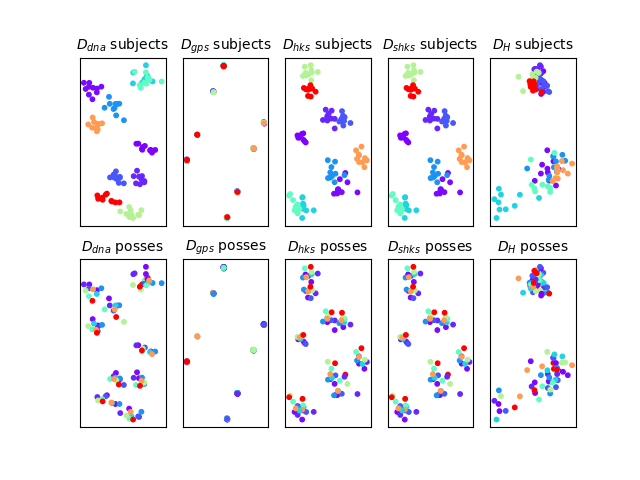 D_dna subjects
D_gps subjects
D_hks subjects
D_shks subjects
D_H subjects
D_dna posses
D_gps posses
D_hks posses
D_shks posses
D_H posses